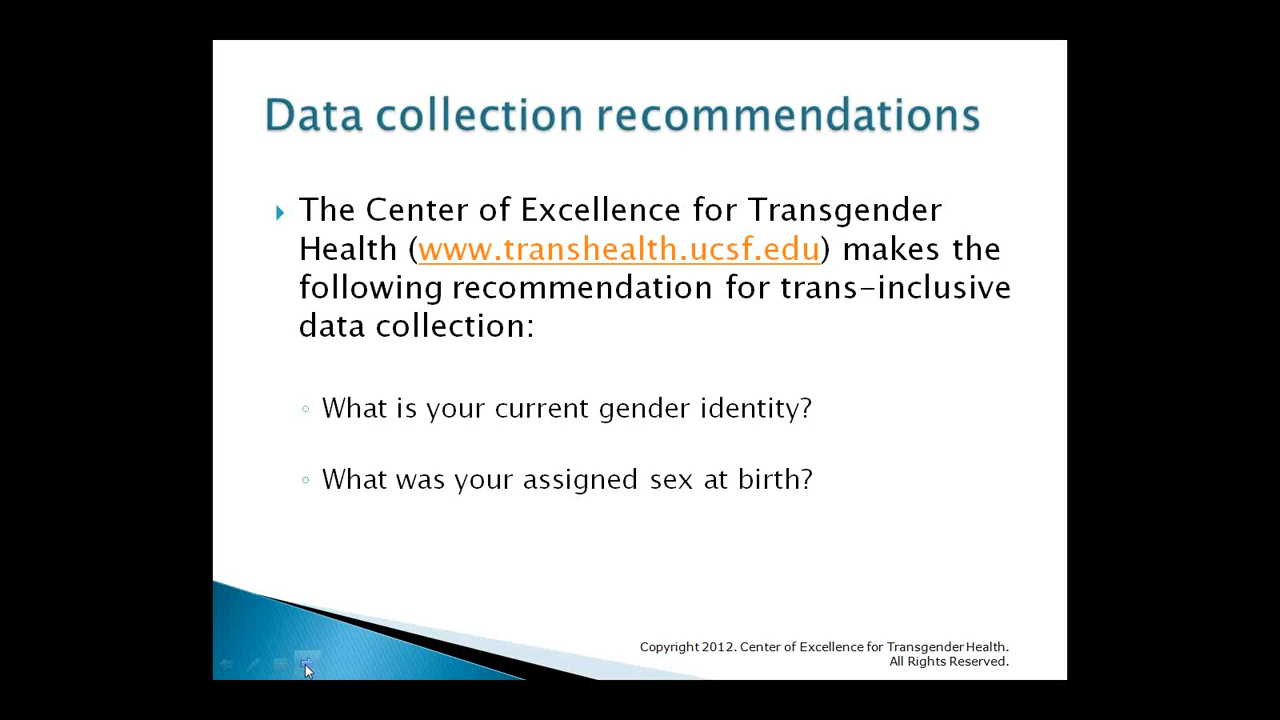 Data collection recommendations
The Center of Excellence for Transgender
Health (www.transhealth.ucsf.edu) makes the
following recommendation for trans-inclusive
data collection:
What is your current gender identity?
What was your assigned sex at birth?
Copyright 2012. Center of Excellence for Transgender Health.
All Rights Reserved.